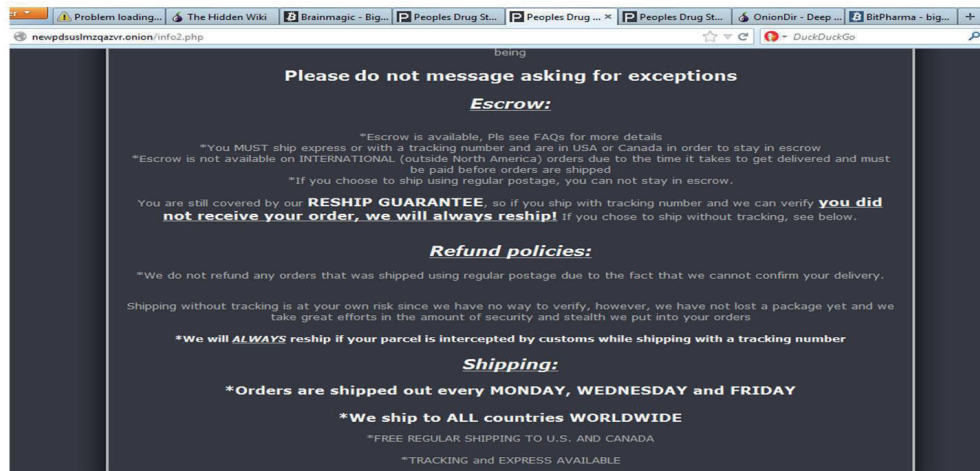 Problem loading... The Hidden Wiki Brainmagic - Big... Peoples Drug St... Peoples Drug ... × Peoples Drug St... OnionDir - Deep ... BitPharma - big... +
newpdsuslmzqazvr.onion/info2.php DuckDuckGo
being
Please do not message asking for exceptions
Escrow:
*Escrow is available, Pls see FAQs for more details
*You MUST ship express or with a tracking number and are in USA or Canada in order to stay in escrow
*Escrow is not available on INTERNATIONAL (outside North America) orders due to the time it takes to get delivered and must
be paid before orders are shipped
*If you choose to ship using regular postage, you can not stay in escrow.
You are still covered by our RESHIP GUARANTEE, so if you ship with tracking number and we can verify you did
not receive your order, we will always reship! If you chose to ship without tracking, see below.
Refund policies:
*We do not refund any orders that was shipped using regular postage due to the fact that we cannot confirm your delivery.
Shipping without tracking is at your own risk since we have no way to verify, however, we have not lost a package yet and we
take great efforts in the amount of security and stealth we put into your orders
*We will ALWAYS reship if your parcel is intercepted by customs while shipping with a tracking number
Shipping:
*Orders are shipped out every MONDAY, WEDNESDAY and FRIDAY
*We ship to ALL countries WORLDWIDE
*FREE REGULAR SHIPPING TO U.S. AND CANADA
*TRACKING and EXPRESS AVAILABLE